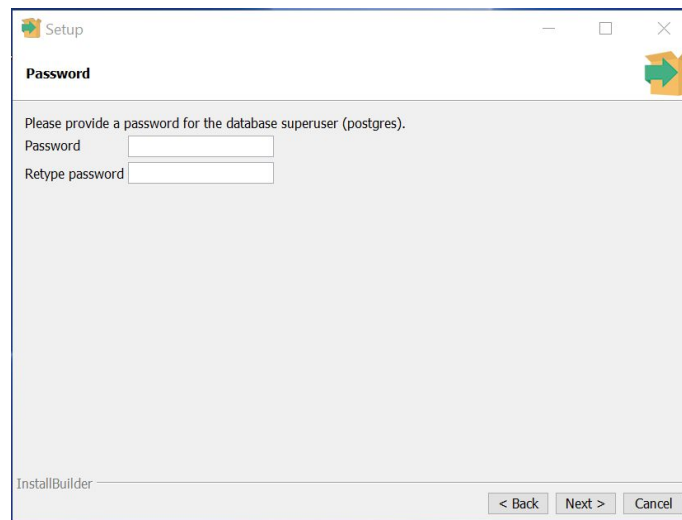 Setup
Password
Please provide a password for the database superuser (postgres).
Password
Retype password
InstallBuilder
< Back
Next >
Cancel